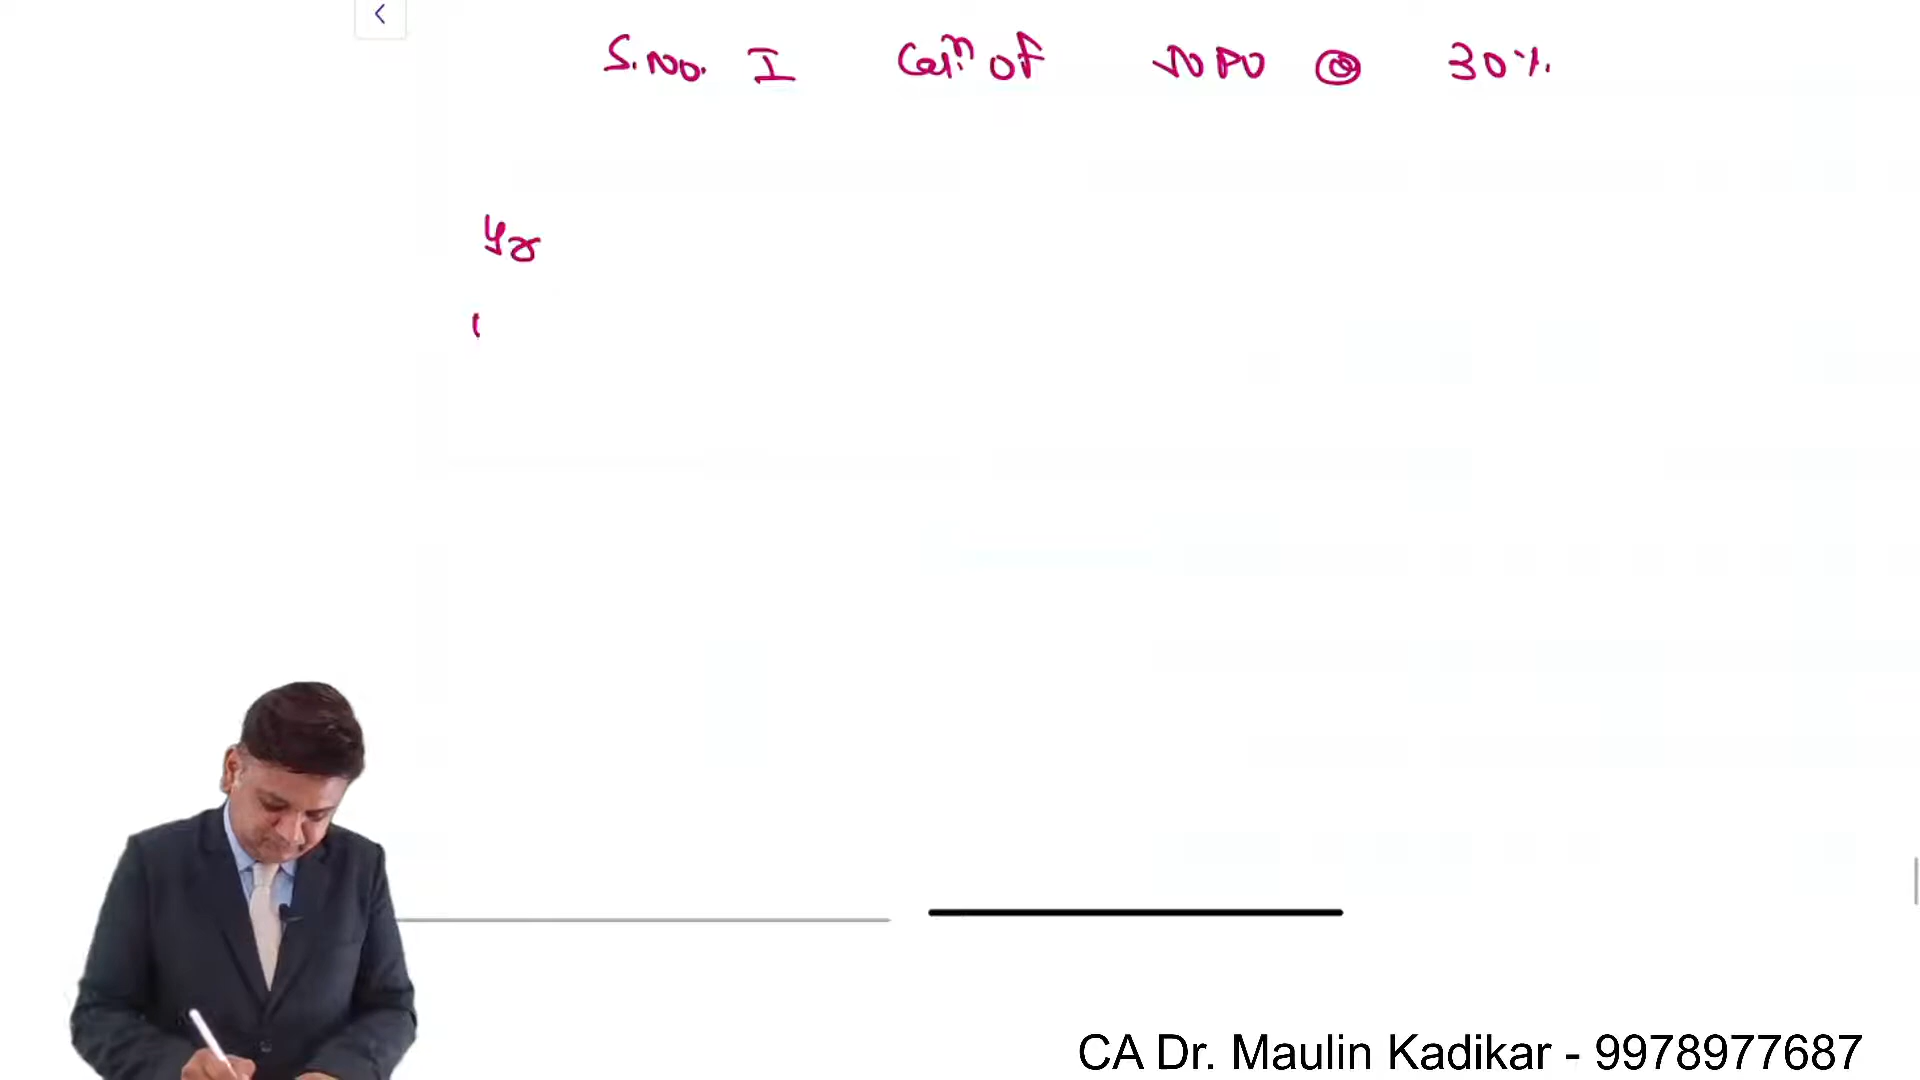 S.No. I Calⁿ of NPV @ 30%.
Yr
CA Dr. Maulin Kadikar - 9978977687